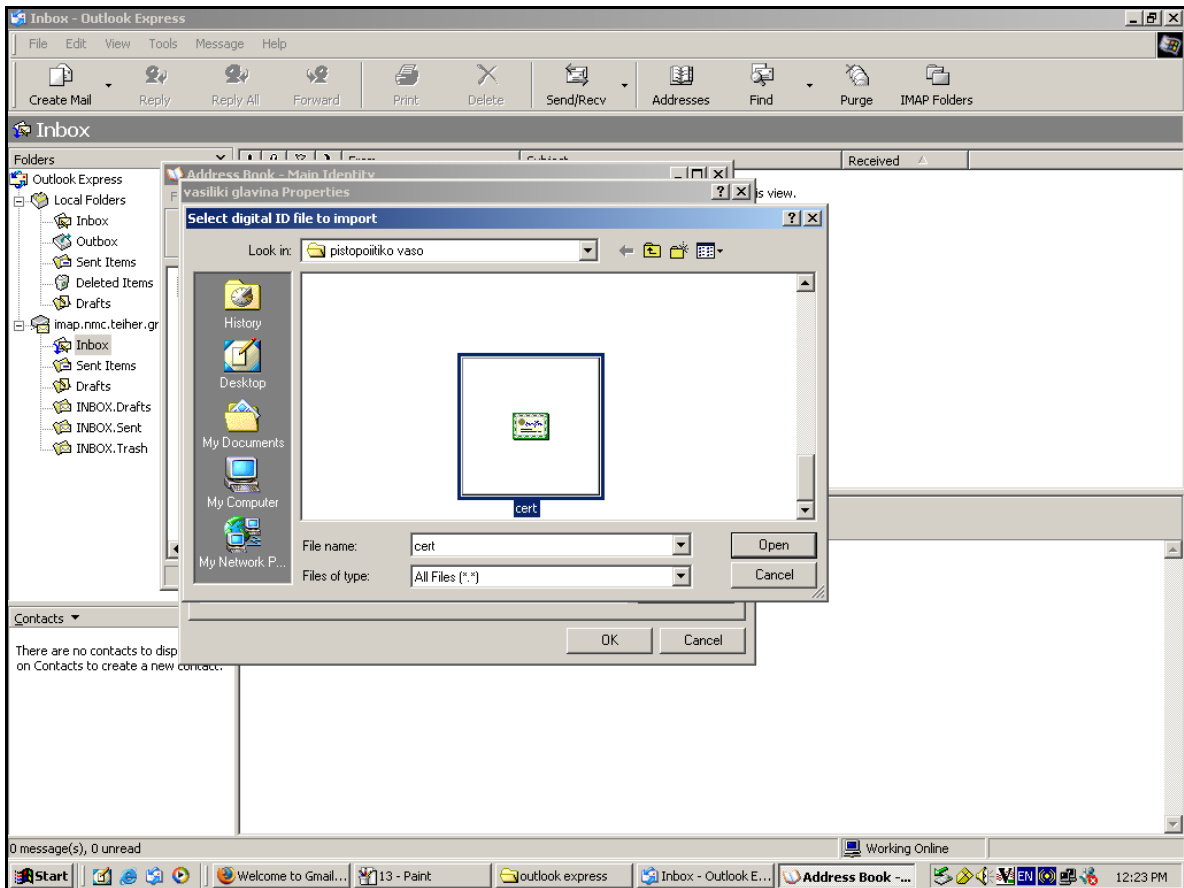 Inbox - Outlook Express
File Edit View Tools Message Help
Create Mail Reply Reply All Forward Print Delete Send/Recv Addresses Find Purge IMAP Folders
Inbox
Folders
Received
Outlook Express
Local Folders
Inbox
Outbox
Sent Items
Deleted Items
Drafts
imap.nmc.teiher.gr
Inbox
Sent Items
Drafts
INBOX.Drafts
INBOX.Sent
INBOX.Trash
Address Book - Main Identity
vasiliki glavina Properties
is view.
Select digital ID file to import
Look in: pistopoiitiko vaso
History
Desktop
My Documents
My Computer
My Network P...
cert
File name: cert Open
Files of type: All Files (*.*) Cancel
OK Cancel
Contacts
There are no contacts to disp
on Contacts to create a new contact.
0 message(s), 0 unread Working Online
Start Welcome to Gmail... 13 - Paint outlook express Inbox - Outlook E... Address Book -... EN 12:23 PM